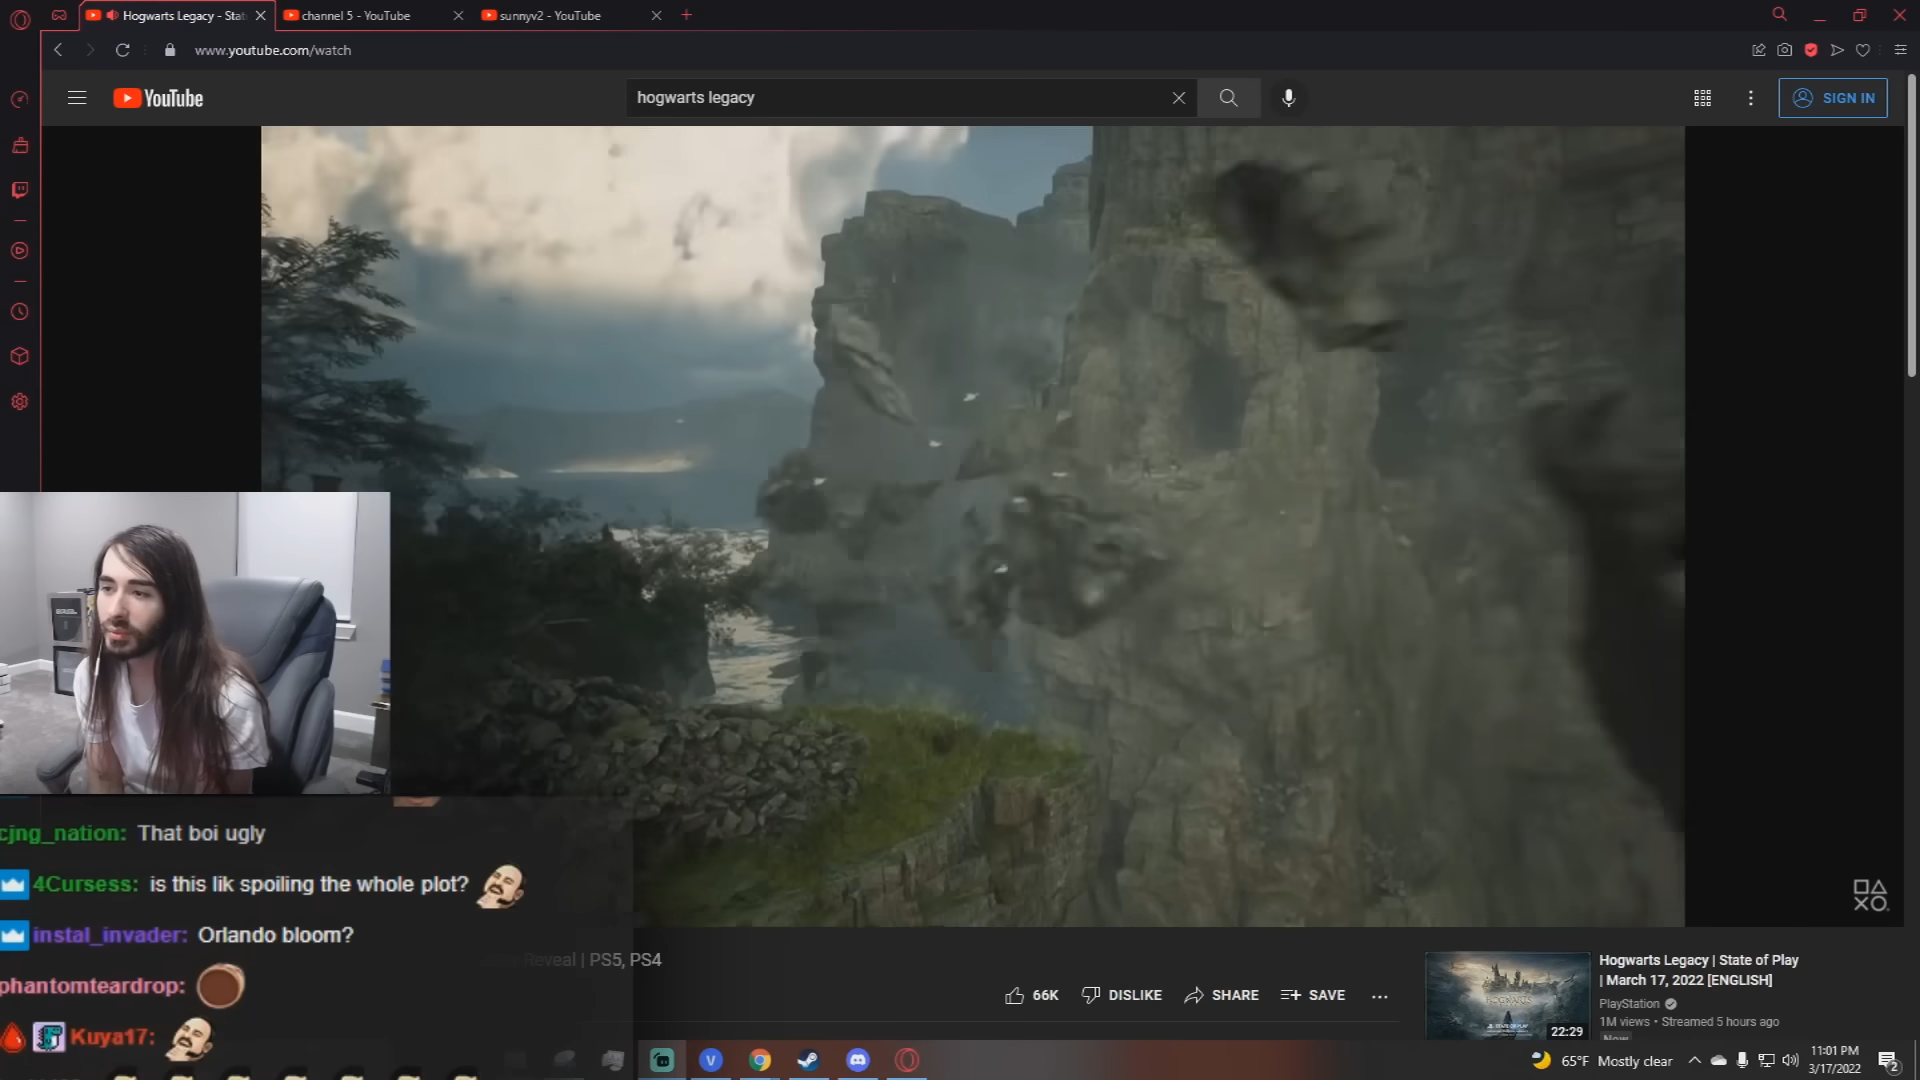 Hogwarts Legacy - Stat
channel 5 - YouTube
sunnyv2 - YouTube
www.youtube.com/watch
YouTube
hogwarts legacy
SIGN IN
cjng_nation: That boi ugly
4Cursess: is this lik spoiling the whole plot?
instal_invader: Orlando bloom?
phantomteardrop:
Kuya17:
Reveal | PS5, PS4
66K
DISLIKE
SHARE
SAVE
Hogwarts Legacy | State of Play
| March 17, 2022 [ENGLISH]
PlayStation
1M views • Streamed 5 hours ago
New
22:29
65°F Mostly clear
11:01 PM
3/17/2022
2